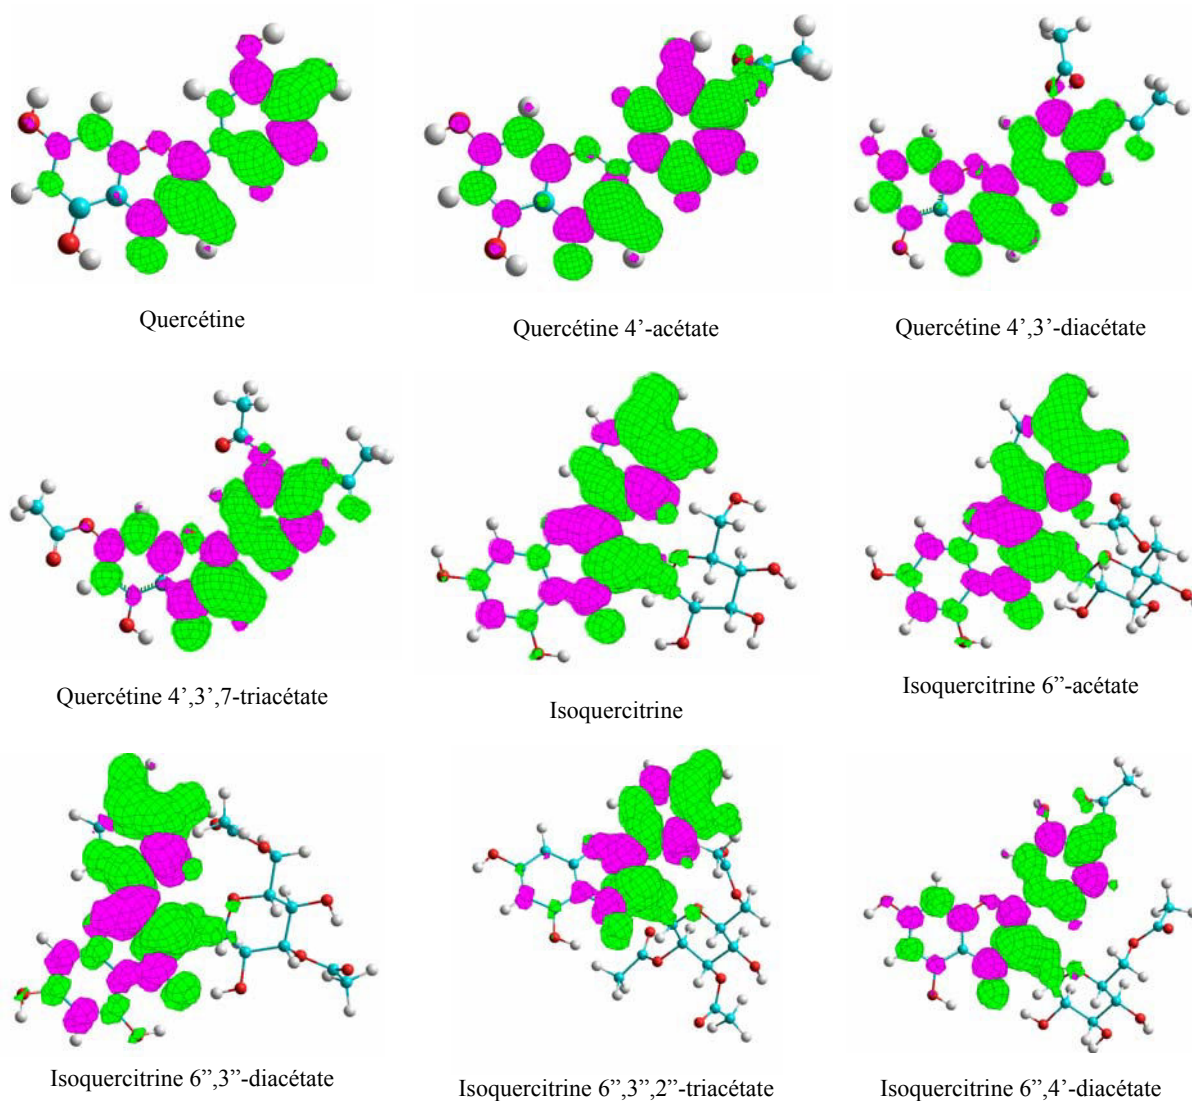 Quercétine
Quercétine 4’-acétate
Quercétine 4’,3’-diacétate
Quercétine 4’,3’,7-triacétate
Isoquercitrine
Isoquercitrine 6”-acétate
Isoquercitrine 6”,3”-diacétate
Isoquercitrine 6”,3”,2”-triacétate
Isoquercitrine 6”,4’-diacétate